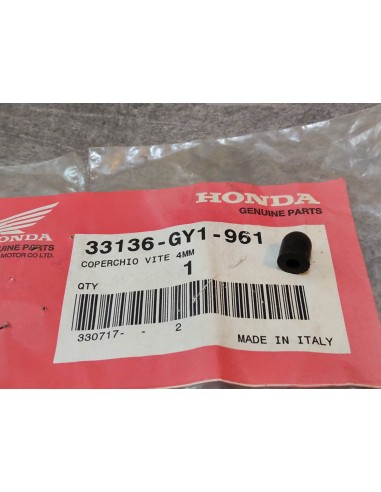 HONDA
GENUINE PARTS
HONDA
GENUINE PARTS
MOTOR CO., LTD.
33136-GY1-961
COPERCHIO VITE 4MM
1
QTY
330717- - 2
MADE IN ITALY